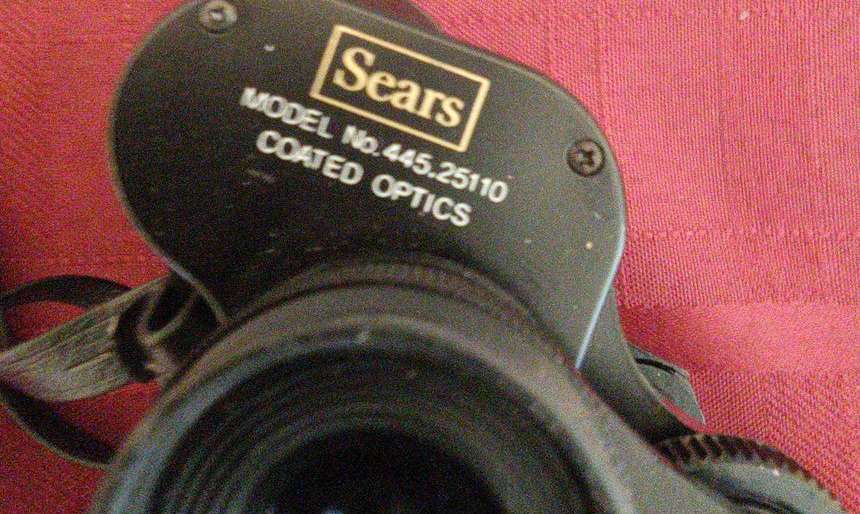 Sears
MODEL No. 445.25110
COATED OPTICS